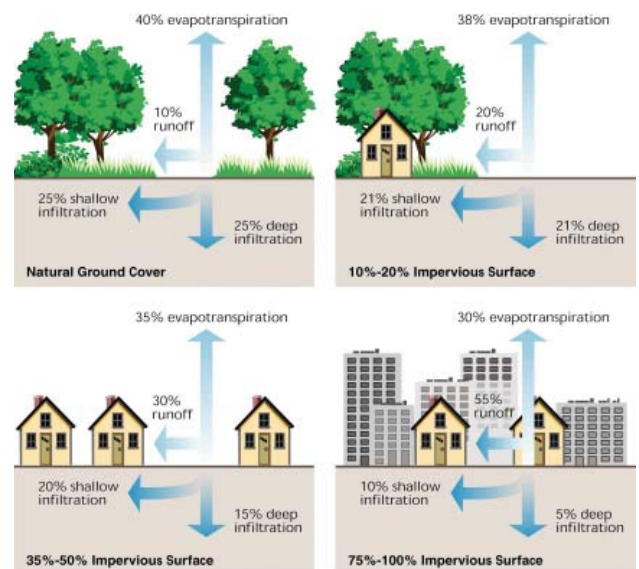 40% evapotranspiration
10%
runoff
25% shallow
infiltration
25% deep
infiltration
Natural Ground Cover
38% evapotranspiration
20%
runoff
21% shallow
infiltration
21% deep
infiltration
10%-20% Impervious Surface
35% evapotranspiration
30%
runoff
20% shallow
infiltration
15% deep
infiltration
35%-50% Impervious Surface
30% evapotranspiration
55%
runoff
10% shallow
infiltration
5% deep
infiltration
75%-100% Impervious Surface